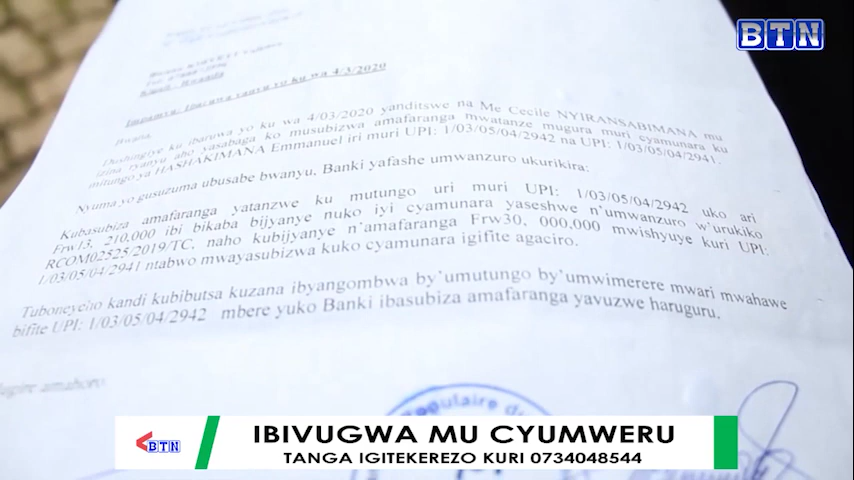 BTN
Kigali - Rwanda
Impamvu: Ibaruwa yanyu yo ku wa 4/3/2020
Bwana,
Dushingiye ku ibaruwa yo ku wa 4/03/2020 yanditswe na Me Cecile NYIRANSABIMANA mu
izina ryanyu aho yasabaga ko musubizwa amafaranga mwatanze mugura muri cyamunara ku
mitungo ya HASHAKIMANA Emmanuel iri muri UPI: 1/03/05/04/2942 na UPI: 1/03/05/04/2941.
Nyuma yo gusuzuma ubusabe bwanyu, Banki yafashe umwanzuro ukurikira:
Kubasubiza amafaranga yatanzwe ku mutungo uri muri UPI: 1/03/05/04/2942 uko ari
Frw13, 210,000 ibi bikaba bijyanye nuko iyi cyamunara yaseshwe n'umwanzuro w'urukiko
RCOM02525/2019/TC, naho kubijyanye n'amafaranga Frw30, 000,000 mwishyuye kuri UPI:
1/03/05/04/2941 ntabwo mwayasubizwa kuko cyamunara igifite agaciro.
Tuboneyeho kandi kubibutsa kuzana ibyangombwa by'umutungo by'umwimerere mwari mwahawe
bifite UPI: 1/03/05/04/2942 mbere yuko Banki ibasubiza amafaranga yavuzwe haruguru.
Mugire amahoro
Populaire du
BTN
IBIVUGWA MU CYUMWERU
TANGA IGITEKEREZO KURI 0734048544